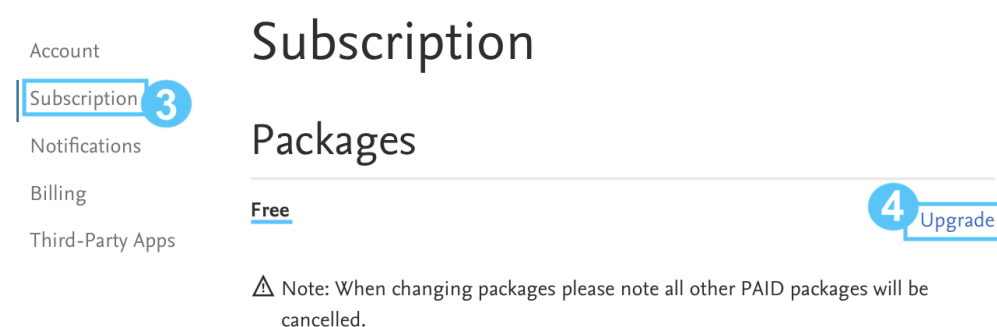 Account
Subscription 3
Notifications
Billing
Third-Party Apps
Subscription
Packages
Free
4 Upgrade
⚠ Note: When changing packages please note all other PAID packages will be
cancelled.